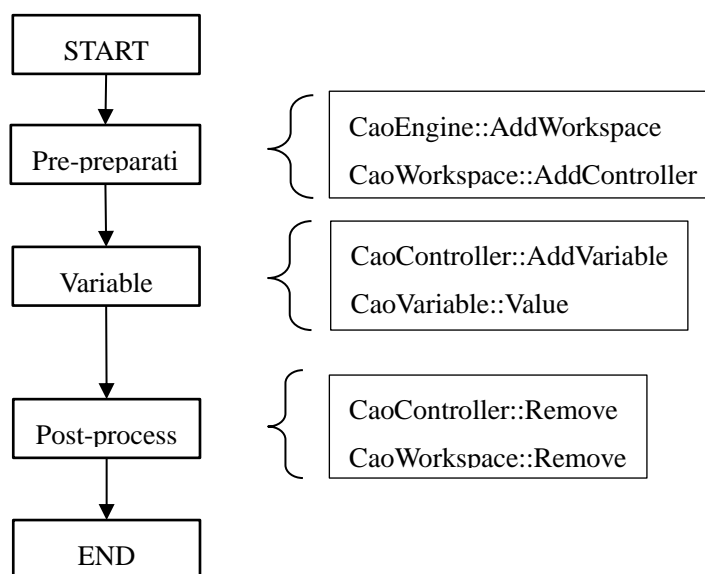 START
Pre-preparati
CaoEngine::AddWorkspace
CaoWorkspace::AddController
Variable
CaoController::AddVariable
CaoVariable::Value
Post-process
CaoController::Remove
CaoWorkspace::Remove
END